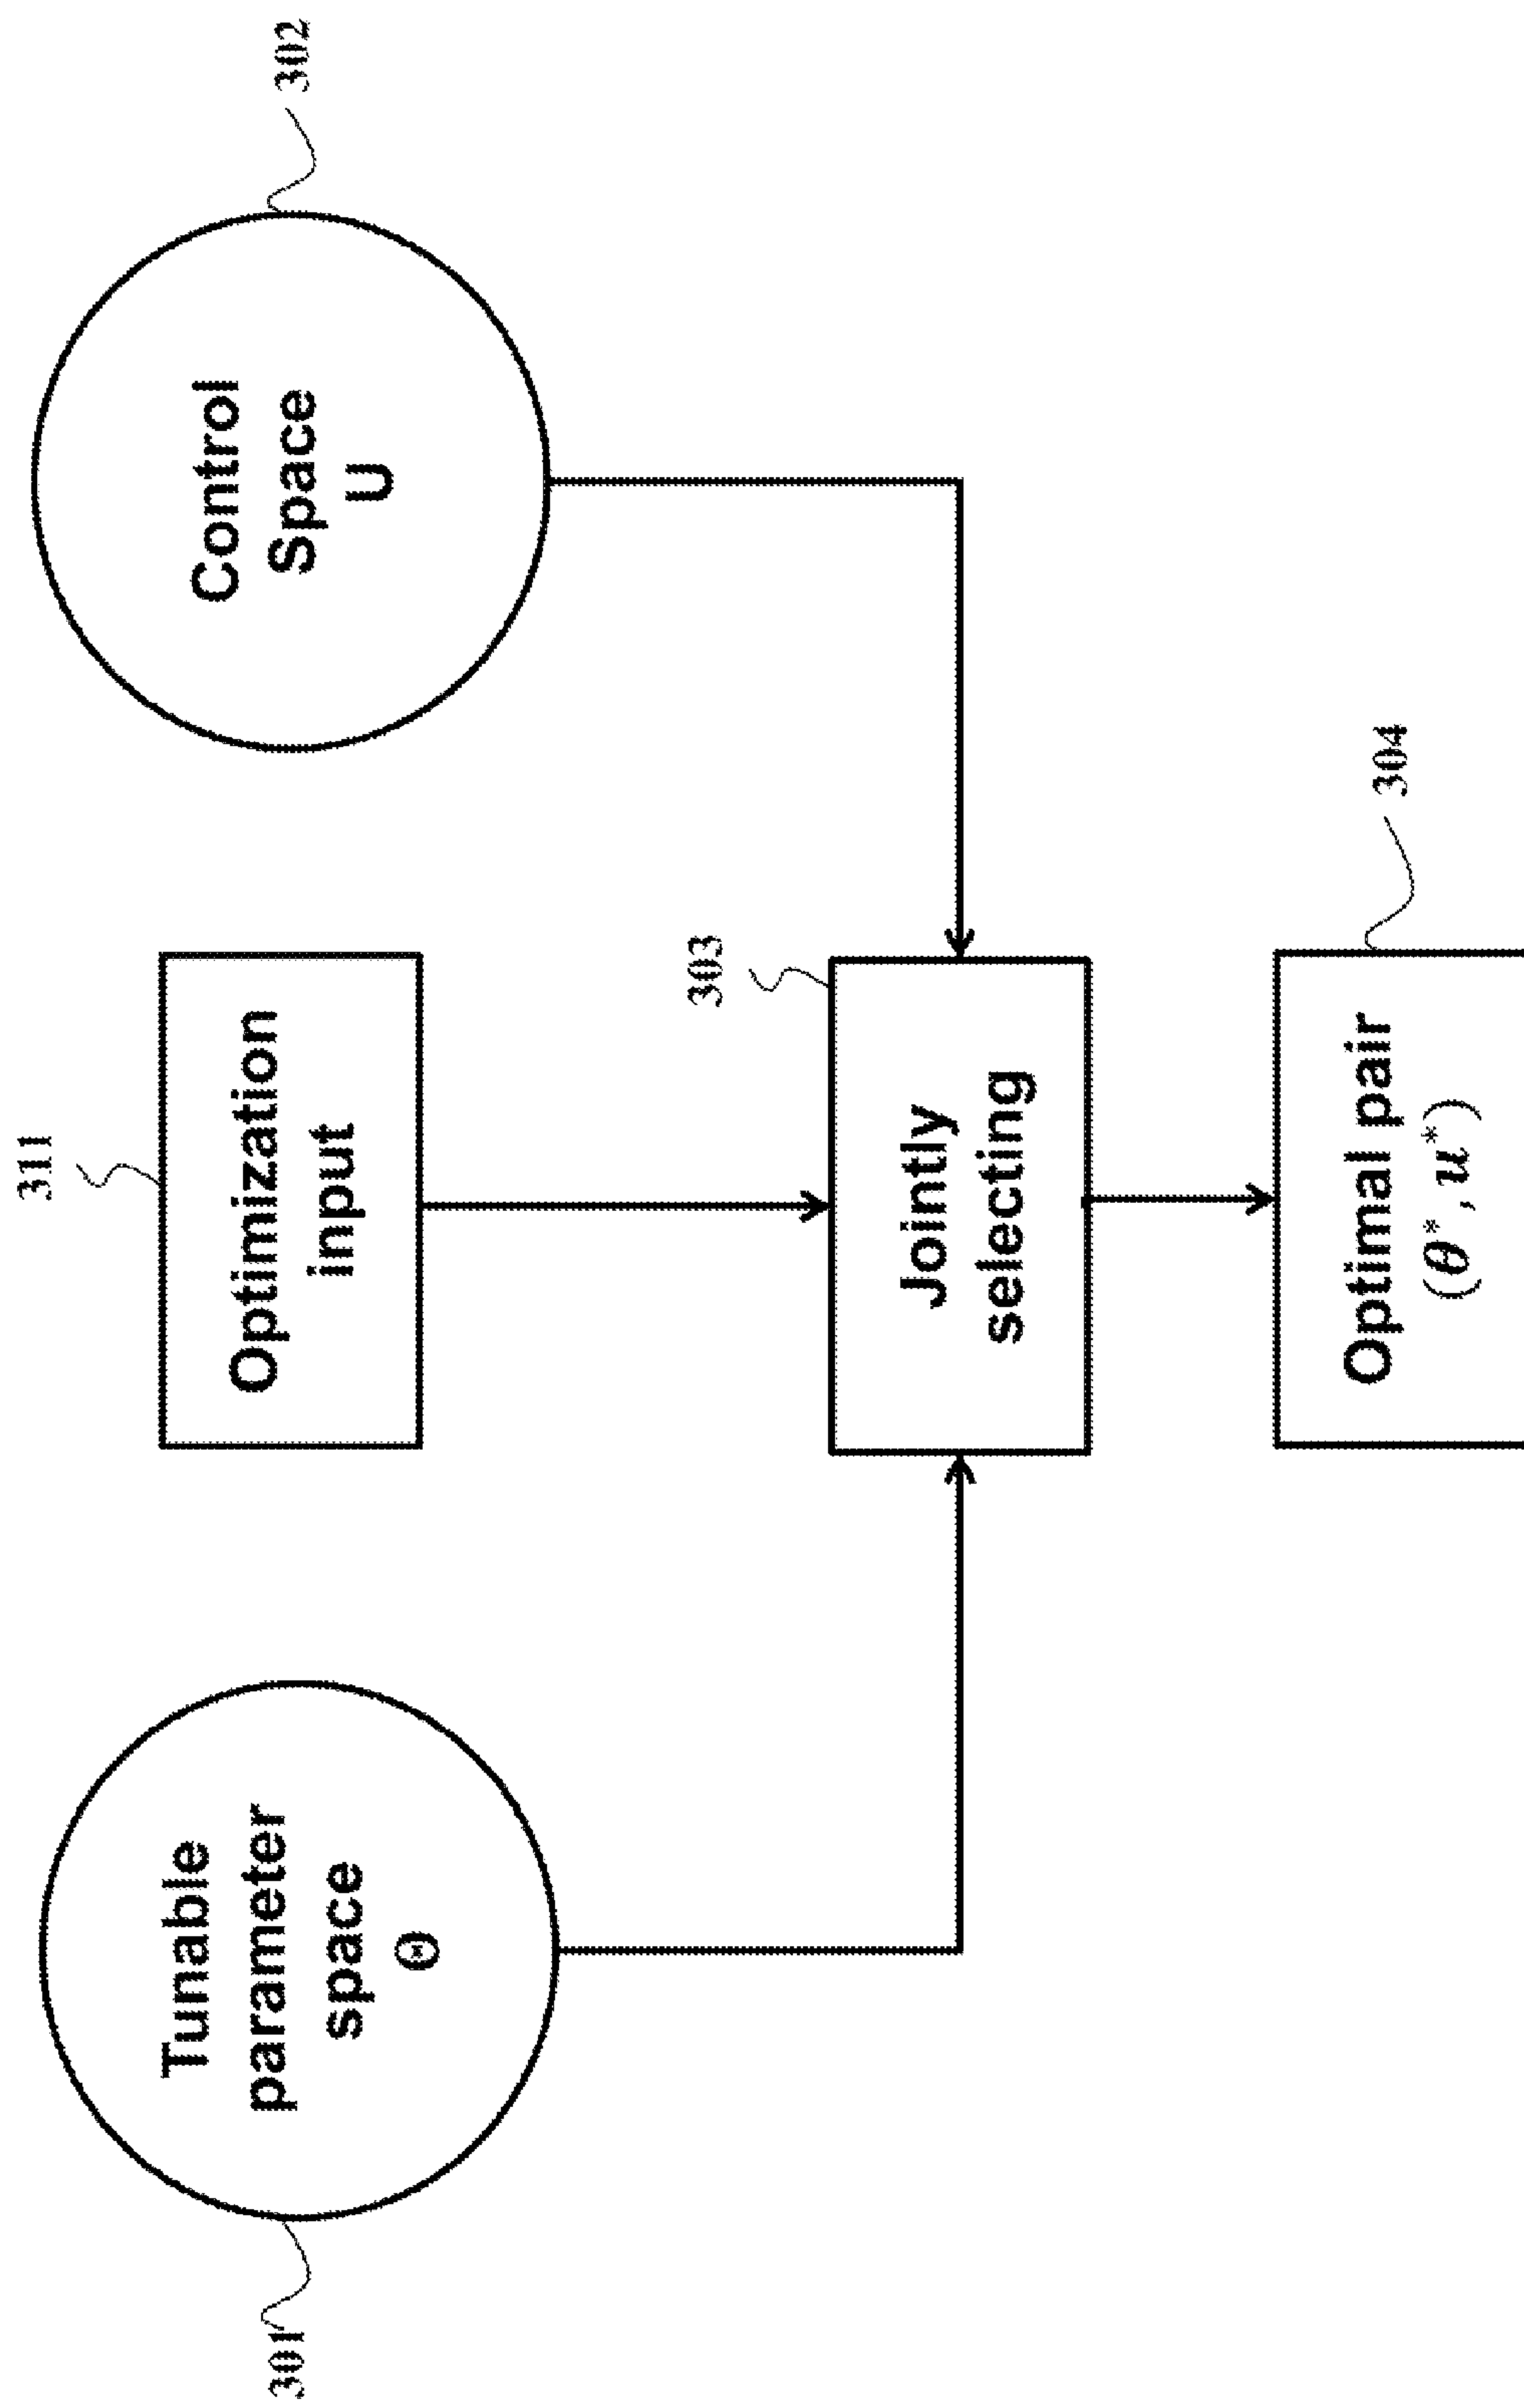 301
Tunable
parameter
space
Θ
311
Optimization
input
302
Control
Space
U
303
Jointly
selecting
304
Optimal pair
(θ*, u*)